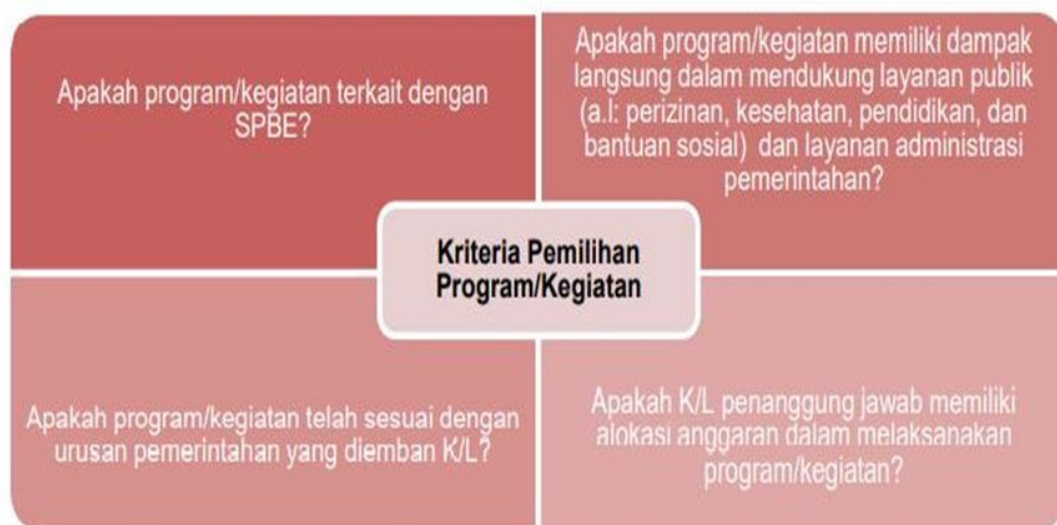 Apakah program/kegiatan terkait dengan
SPBE?
Apakah program/kegiatan memiliki dampak
langsung dalam mendukung layanan publik
(a.l: perizinan, kesehatan, pendidikan, dan
bantuan sosial) dan layanan administrasi
pemerintahan?
Kriteria Pemilihan
Program/Kegiatan
Apakah program/kegiatan telah sesuai dengan
urusan pemerintahan yang diemban K/L?
Apakah K/L penanggung jawab memiliki
alokasi anggaran dalam melaksanakan
program/kegiatan?